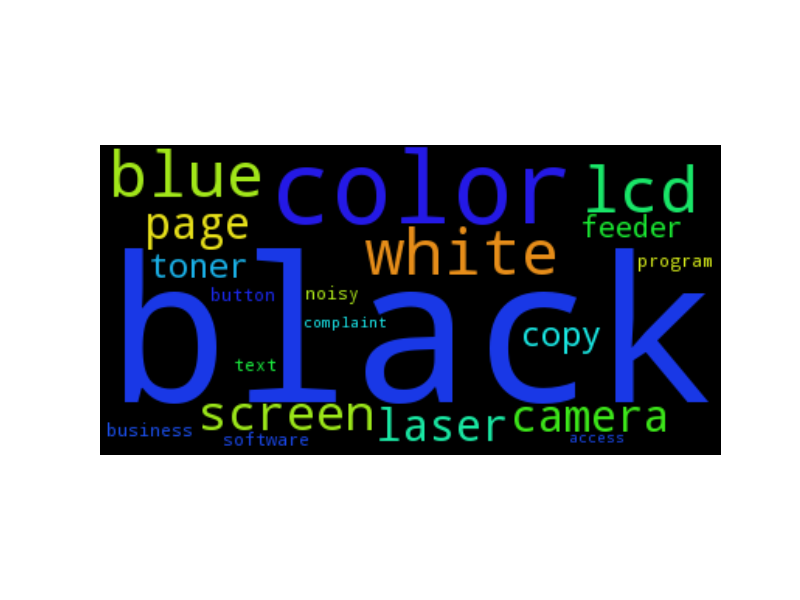 blue color lcd
page white feeder
toner program
button noisy
black
complaint copy
text
screen laser camera
business software access